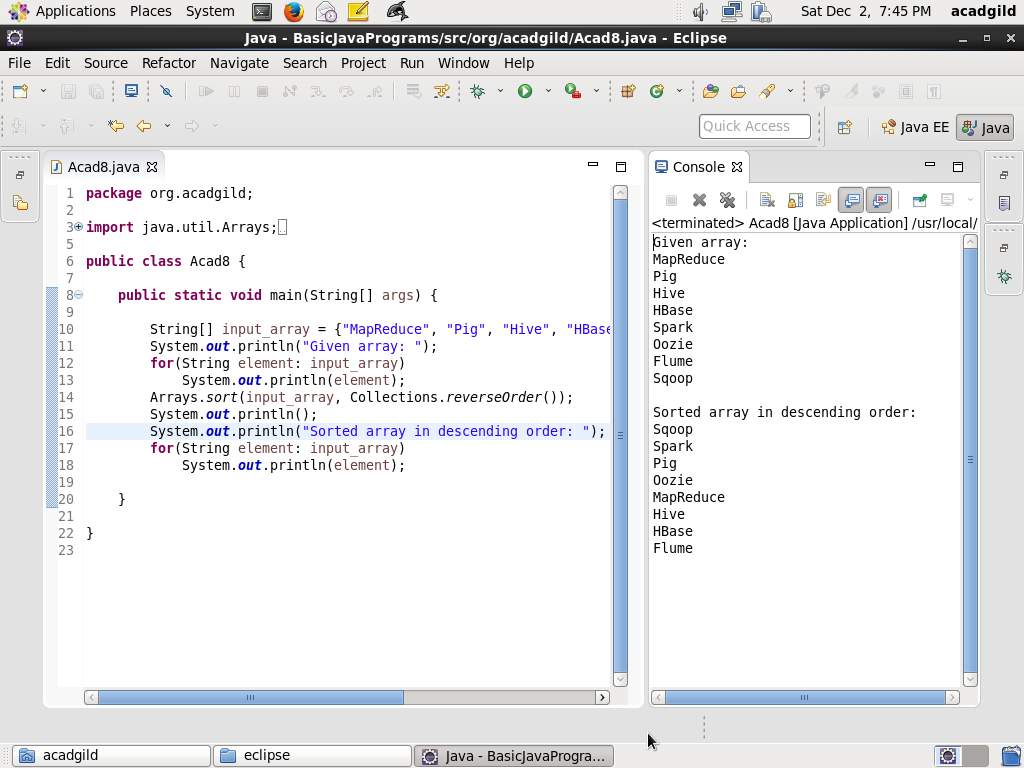 Applications Places System Sat Dec 2, 7:45 PM acadgild
Java - BasicJavaPrograms/src/org/acadgild/Acad8.java - Eclipse
File Edit Source Refactor Navigate Search Project Run Window Help
Quick Access Java EE Java
Acad8.java
1 package org.acadgild;
2
3 import java.util.Arrays;
5
6 public class Acad8 {
7
8 public static void main(String[] args) {
9
10 String[] input_array = {"MapReduce", "Pig", "Hive", "HBase
11 System.out.println("Given array: ");
12 for(String element: input_array)
13 System.out.println(element);
14 Arrays.sort(input_array, Collections.reverseOrder());
15 System.out.println();
16 System.out.println("Sorted array in descending order: ");
17 for(String element: input_array)
18 System.out.println(element);
19
20 }
21
22 }
23
Console
<terminated> Acad8 [Java Application] /usr/local/
Given array:
MapReduce
Pig
Hive
HBase
Spark
Oozie
Flume
Sqoop
Sorted array in descending order:
Sqoop
Spark
Pig
Oozie
MapReduce
Hive
HBase
Flume
acadgild eclipse Java - BasicJavaProgra...